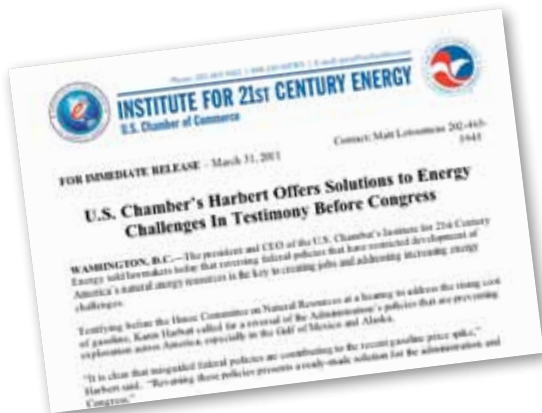 INSTITUTE FOR 21ST CENTURY ENERGY
U.S. Chamber of Commerce
FOR IMMEDIATE RELEASE – March 31, 2011
Contact: Matt 202-463-
U.S. Chamber's Harbert Offers Solutions to Energy
Challenges In Testimony Before Congress
WASHINGTON, D.C.—The president and CEO of the U.S. Chamber's Institute for 21st Century
Energy told lawmakers today that reversing federal policies that have restricted development of
America's natural energy resources is the key to creating jobs and addressing increasing energy
challenges.
Testifying before the House Committee on Natural Resources at a hearing to address the rising cost
of gasoline, Karen Harbert called for a reversal of the Administration's policies that are preventing
exploration across America, especially in the Gulf of Mexico and Alaska.
"It is clear that misguided federal policies are contributing to the recent gasoline price spike,"
Harbert said. "Reversing these policies presents a ready-made solution for the administration and
Congress."